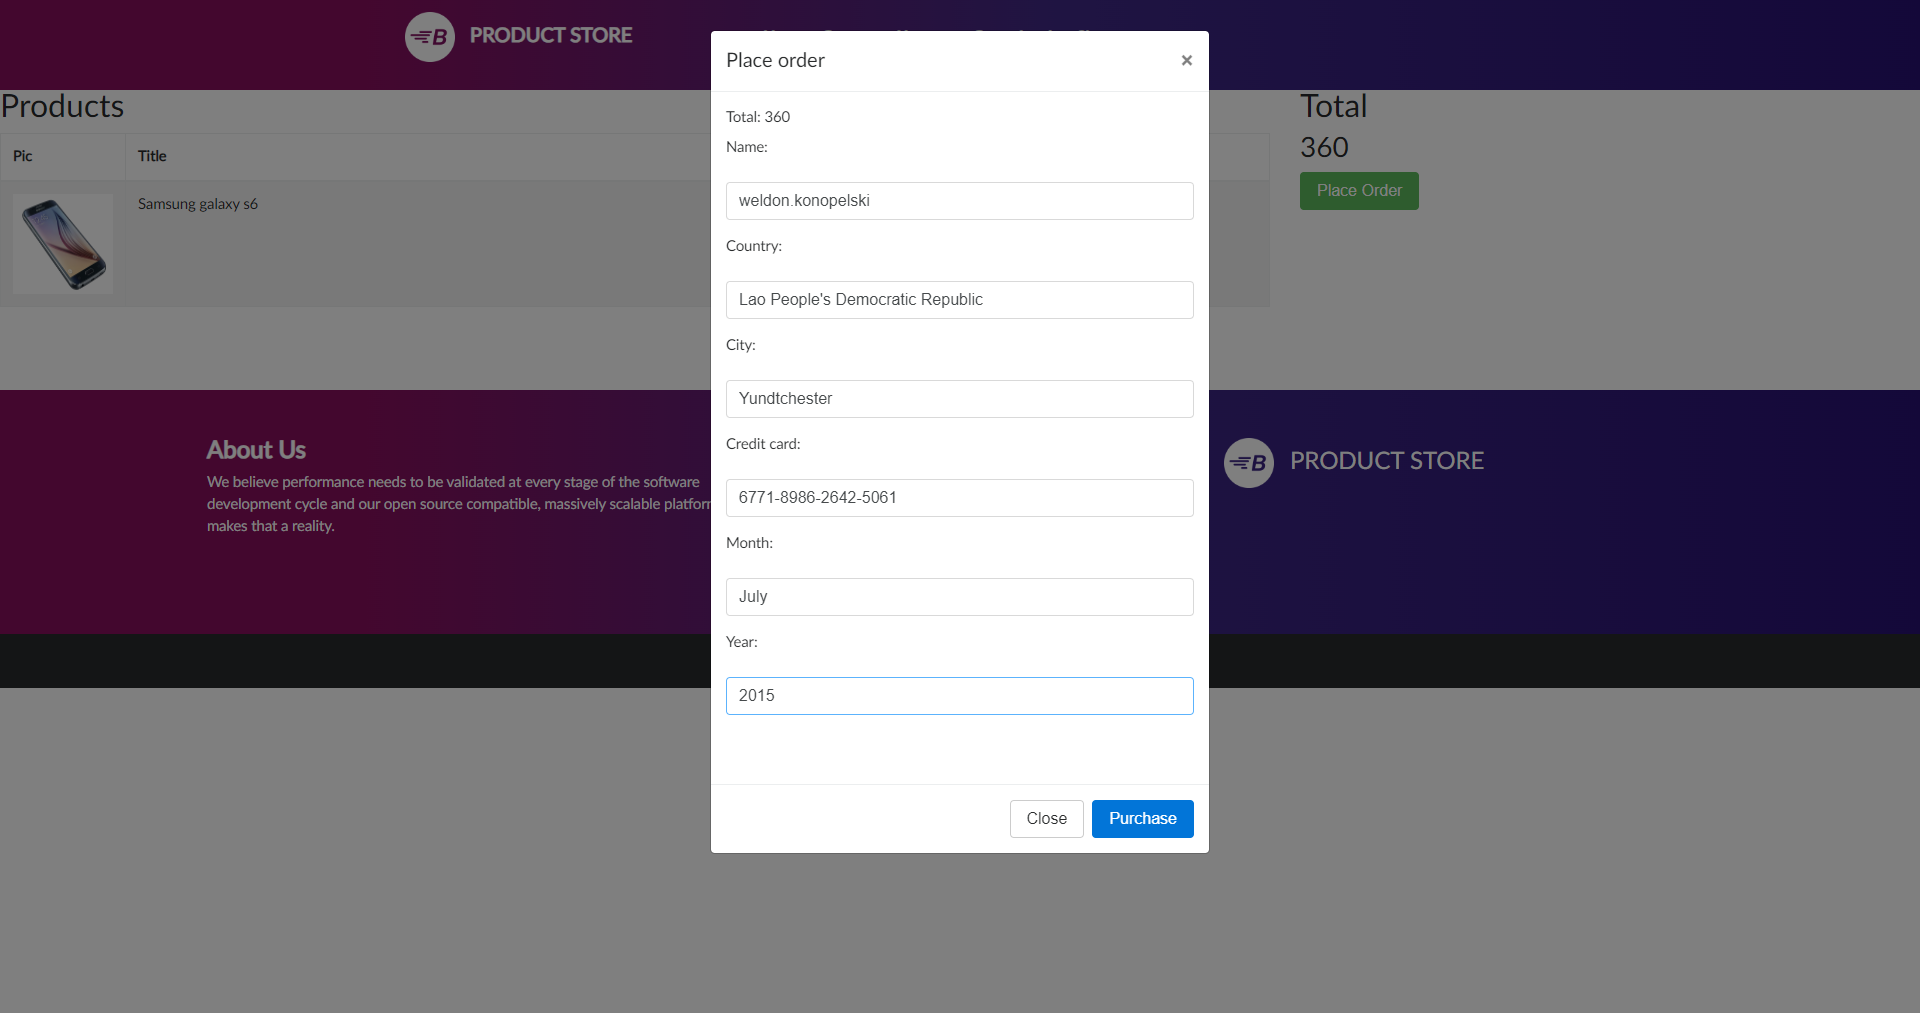 PRODUCT STORE
Place order
×
Products
Pic
Title
Samsung galaxy s6
Total
360
Place Order
Total: 360
Name:
weldon.konopelski
Country:
Lao People's Democratic Republic
City:
Yundtchester
Credit card:
6771-8986-2642-5061
Month:
July
Year:
2015
Close
Purchase
About Us
We believe performance needs to be validated at every stage of the software
development cycle and our open source compatible, massively scalable platform
makes that a reality.
B
PRODUCT STORE